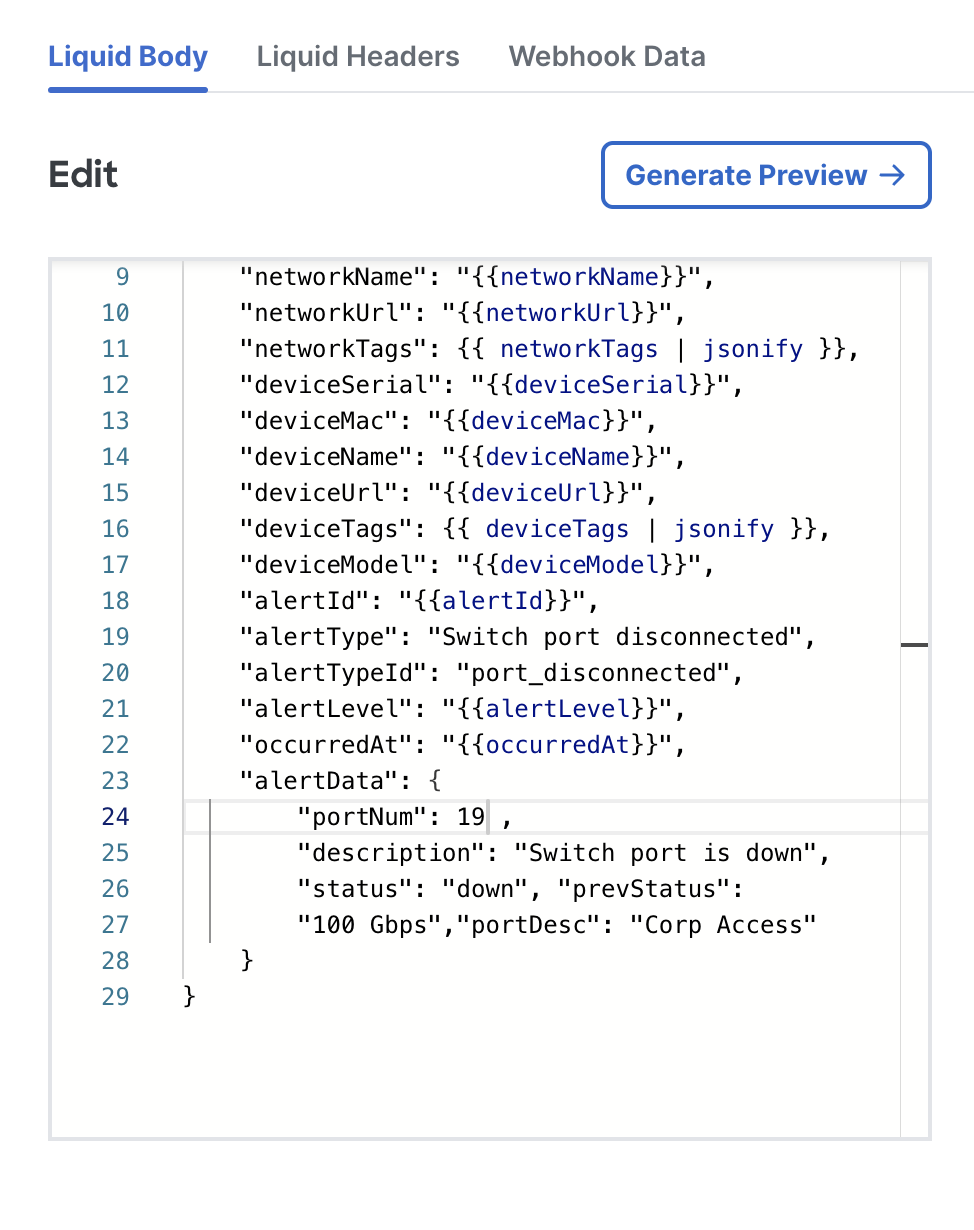 Liquid Body Liquid Headers Webhook Data
Edit
Generate Preview →
9 "networkName": "{{networkName}}",
10 "networkUrl": "{{networkUrl}}",
11 "networkTags": {{ networkTags | jsonify }},
12 "deviceSerial": "{{deviceSerial}}",
13 "deviceMac": "{{deviceMac}}",
14 "deviceName": "{{deviceName}}",
15 "deviceUrl": "{{deviceUrl}}",
16 "deviceTags": {{ deviceTags | jsonify }},
17 "deviceModel": "{{deviceModel}}",
18 "alertId": "{{alertId}}",
19 "alertType": "Switch port disconnected",
20 "alertTypeId": "port_disconnected",
21 "alertLevel": "{{alertLevel}}",
22 "occurredAt": "{{occurredAt}}",
23 "alertData": {
24 "portNum": 19 ,
25 "description": "Switch port is down",
26 "status": "down", "prevStatus":
27 "100 Gbps","portDesc": "Corp Access"
28 }
29 }